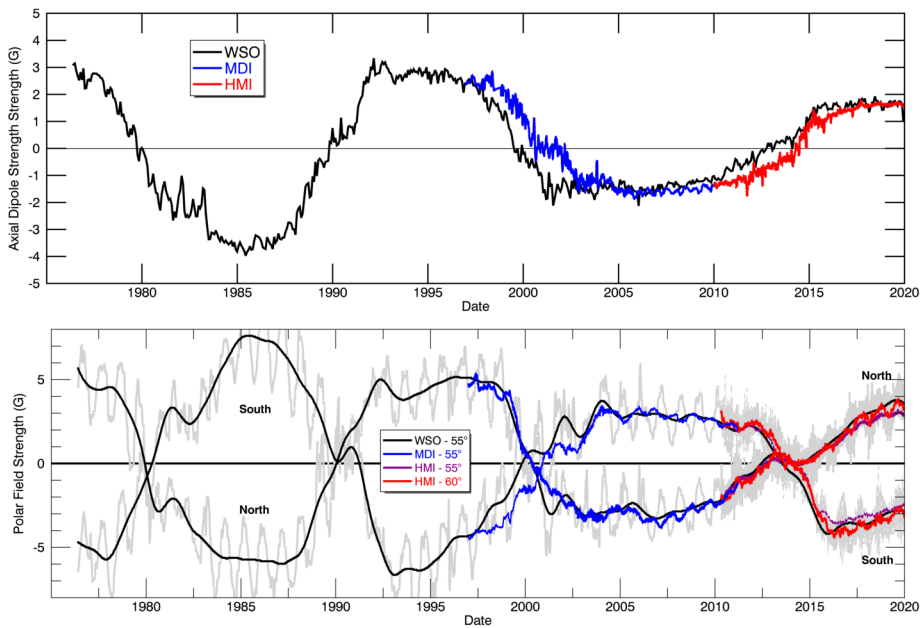 5
4
3
2
1
0
-1
-2
-3
-4
-5
Axial Dipole Strength (G)
WSO
MDI
HMI
1980 1985 1990 1995 2000 2005 2010 2015 2020
Date
5
0
-5
Polar Field Strength (G)
South
North
WSO - 55°
MDI - 55°
HMI - 55°
HMI - 60°
North
South
1980 1985 1990 1995 2000 2005 2010 2015 2020
Date